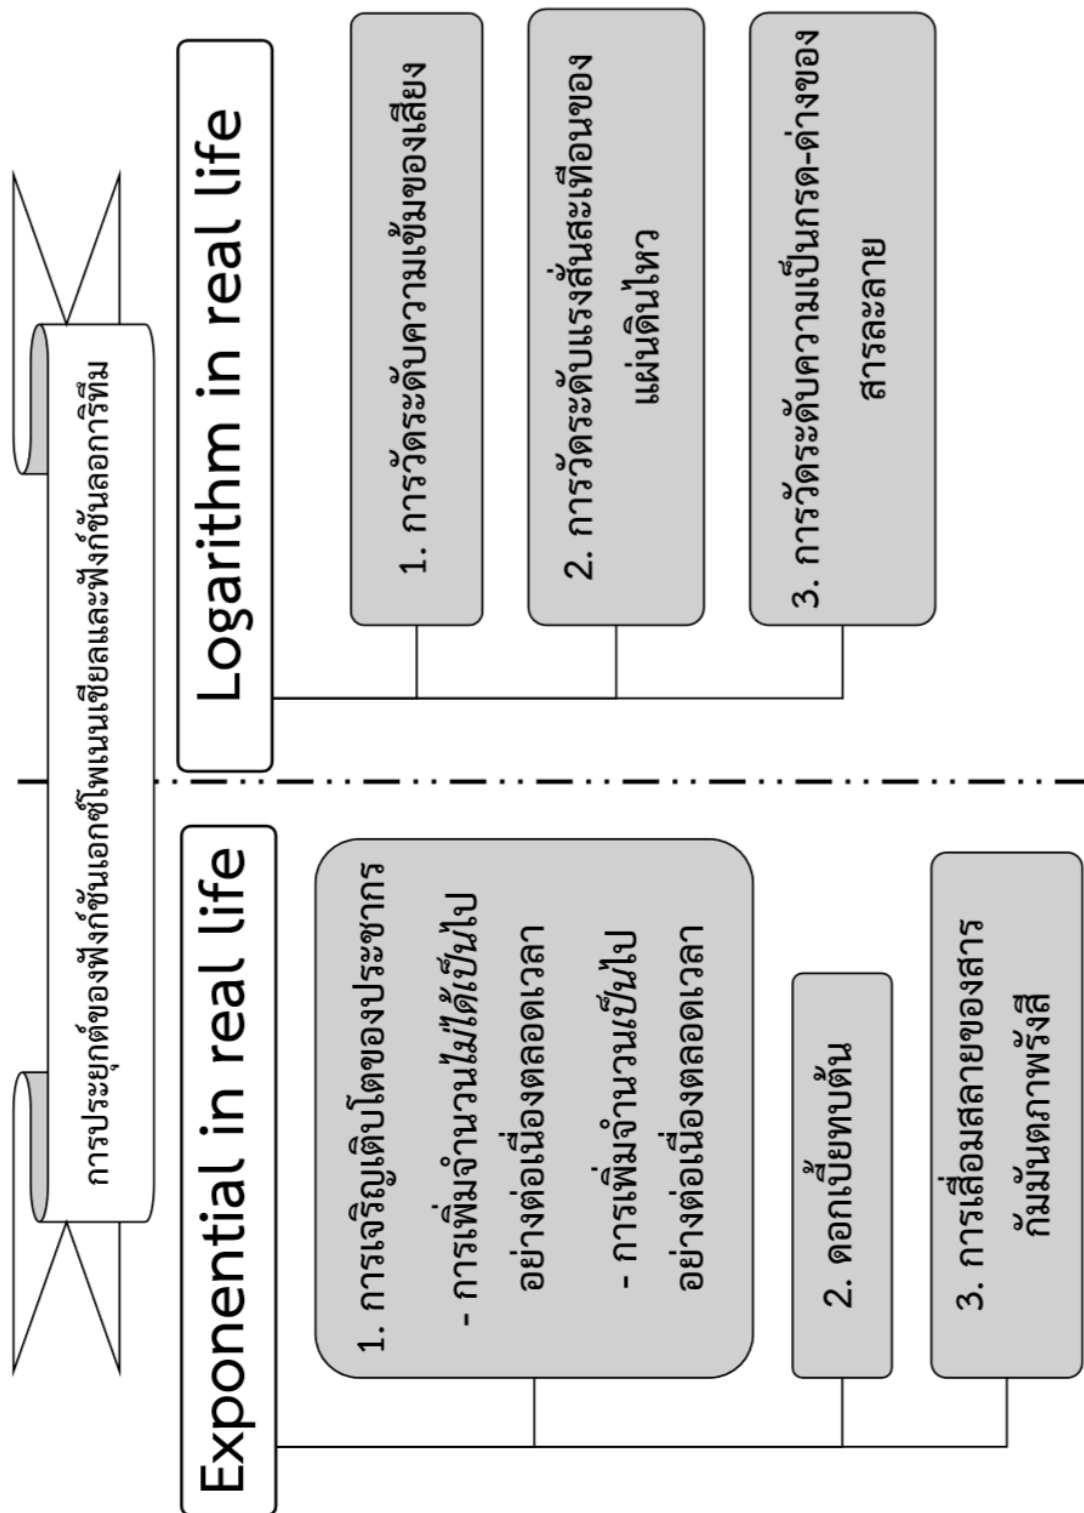 การประยุกต์ของฟังก์ชันเอกซ์โพเนนเชียลและฟังก์ชันลอการิทึม
Exponential in real life
1. การเจริญเติบโตของประชากร
- การเพิ่มจำนวนไม่ได้เป็นไป
อย่างต่อเนื่องตลอดเวลา
- การเพิ่มจำนวนเป็นไป
อย่างต่อเนื่องตลอดเวลา
2. ดอกเบี้ยทบต้น
3. การเสื่อมสลายของสาร
กัมมันตภาพรังสี
Logarithm in real life
1. การวัดระดับความเข้มของเสียง
2. การวัดระดับแรงสั่นสะเทือนของ
แผ่นดินไหว
3. การวัดระดับความเป็นกรด-ด่างของ
สารละลาย